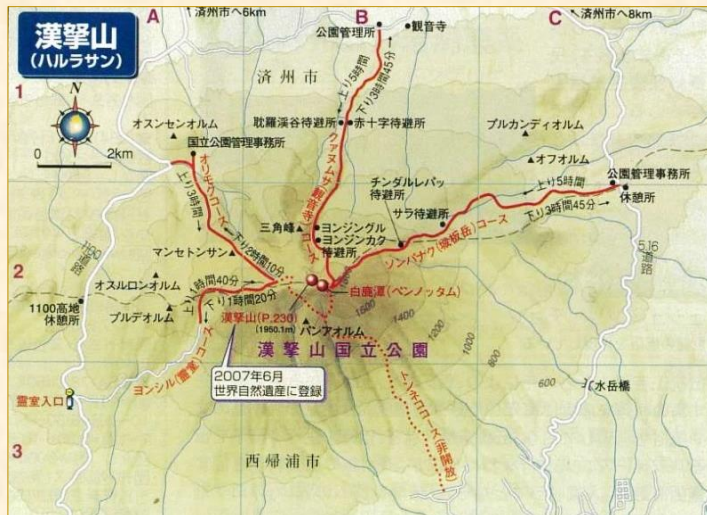 漢拏山
(ハルラサン)
A
済州市へ6km
B
公園管理所
観音寺
C
済州市へ8km
1
済州市
上り5時間
下り3時間45分
N
0
2km
オスンセンオルム
国立公園管理事務所
耽羅渓谷待避所
赤十字待避所
ブルカンディオルム
オフオルム
公園管理事務所
休憩所
オリモクコース
上り3時間
下り2時間10分
クァヌムサ(観音寺)コース
チンダルレバッ
待避所
サラ待避所
上り5時間
下り3時間45分
三角峰
ヨンジングル
ヨンジンカク
待避所
ソンパナク(城板岳)コース
マンセトンサン
2
オスルロンオルム
上り1時間40分
下り1時間20分
白鹿潭(ペンノッタム)
5.16
道路
1100高地
休憩所
ブルデオルム
漢拏山(P.230)
(1950.1m)
バンアオルム
1600
1400
1200
1000
800
600
漢拏山国立公園
ヨンシル(霊室)コース
2007年6月
世界自然遺産に登録
トンネココース(非開放)
水岳橋
霊室入口
3
西帰浦市